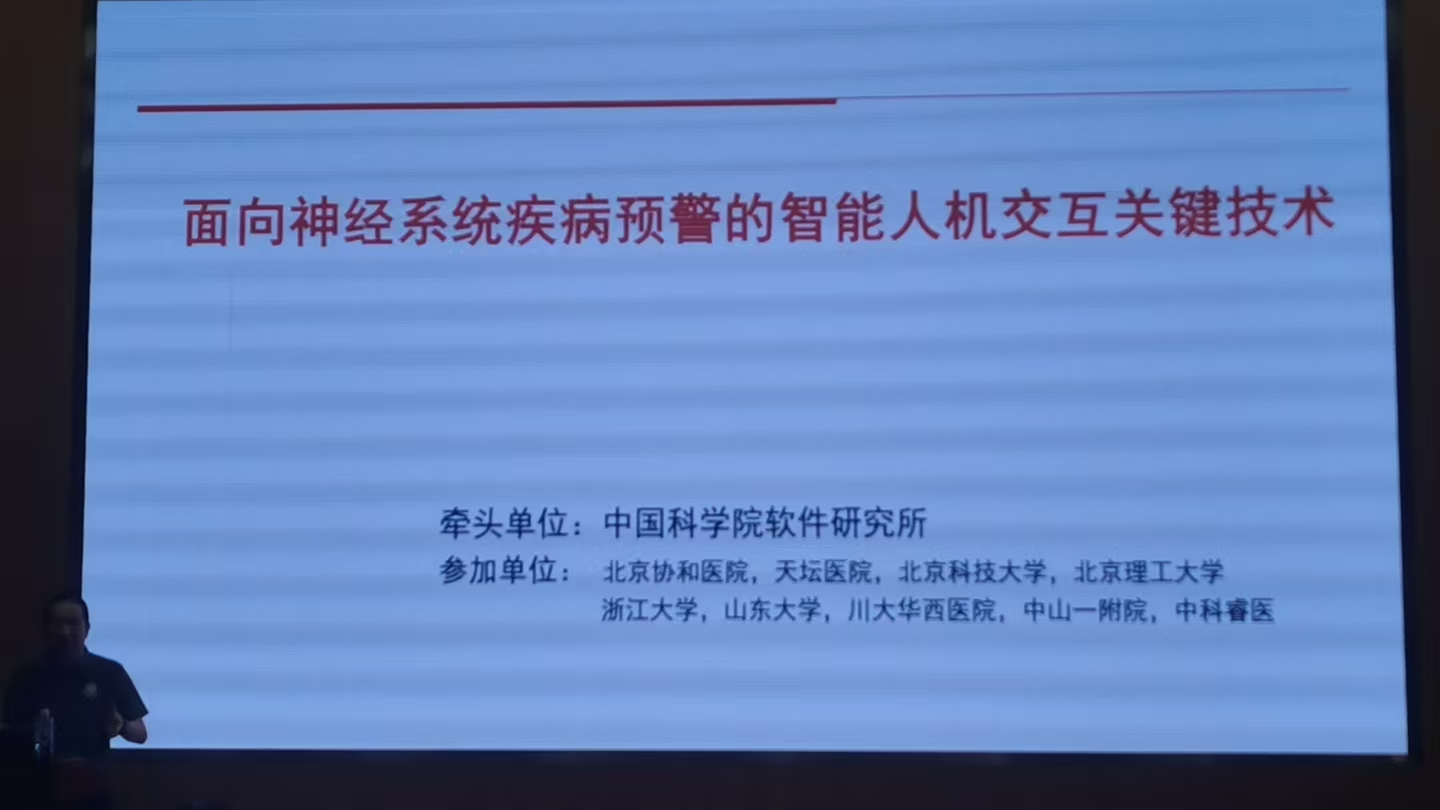 面向神经系统疾病预警的智能人机交互关键技术
牵头单位：中国科学院软件研究所
参加单位：北京协和医院，天坛医院，北京科技大学，北京理工大学
浙江大学，山东大学，川大华西医院，中山一附院，中科睿医